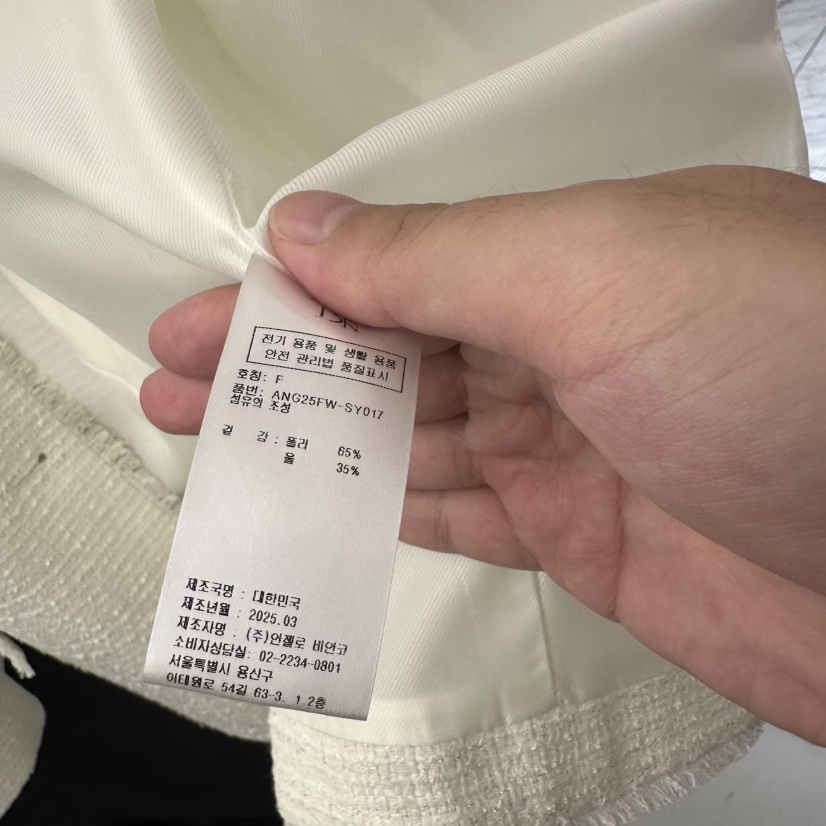 전기 용품 및 생활 용품
안전 관리법 품질표시
호칭: F
품번: ANG25FW-SY017
섬유의 조성
겉 감 : 폴리 65%
울 35%
제조국명 : 대한민국
제조년월 : 2025.03
제조자명 : (주)안젤로 비안코
소비자상담실: 02-2234-0801
서울특별시 용산구
이태원로 54길 63-3. 1 2층